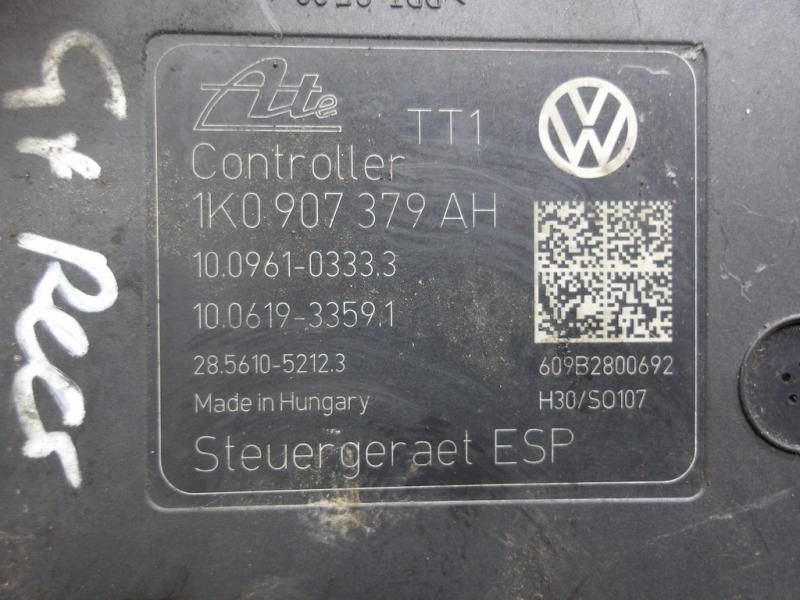 Ate
TT1
Controller
1K0 907 379 AH
10.0961-0333.3
10.0619-3359.1
28.5610-5212.3
609B2800692
Made in Hungary
H30/SO107
Steuergeraet ESP